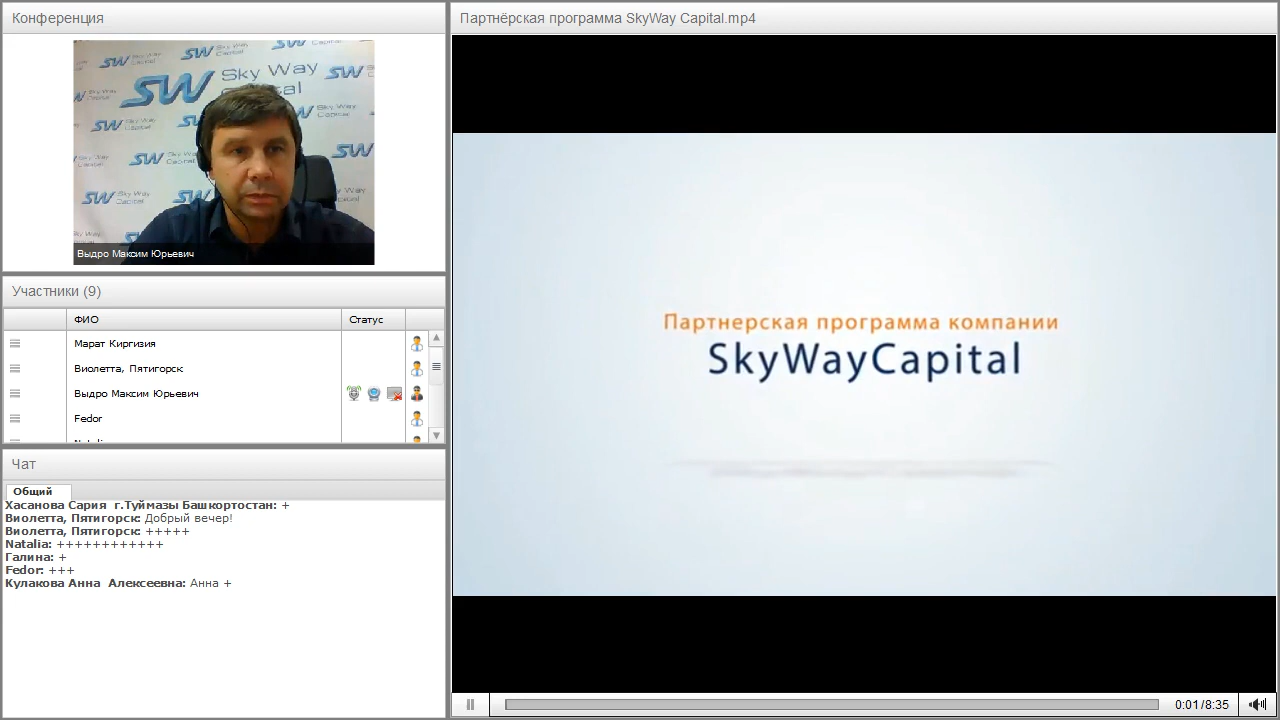 Конференция
SW Sky Way Capital
Выдро Максим Юрьевич
Участники (9)
ФИО Статус
Марат Киргизия
Виолетта, Пятигорск
Выдро Максим Юрьевич
Fedor
Чат
Общий
Хасанова Сария г.Туймазы Башкортостан: +
Виолетта, Пятигорск: Добрый вечер!
Виолетта, Пятигорск: +++++
Natalia: ++++++++++++
Галина: +
Fedor: +++
Кулакова Анна Алексеевна: Анна +
Партнёрская программа SkyWay Capital.mp4
Партнерская программа компании
SkyWayCapital
0:01/8:35